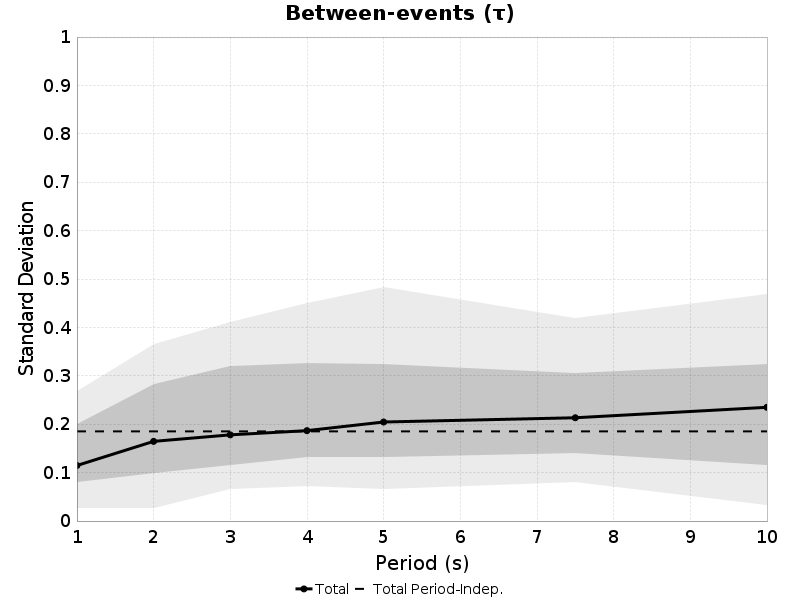 Between-events (τ)
Standard Deviation
1
0.9
0.8
0.7
0.6
0.5
0.4
0.3
0.2
0.1
0
1 2 3 4 5 6 7 8 9 10
Period (s)
Total Total Period-Indep.